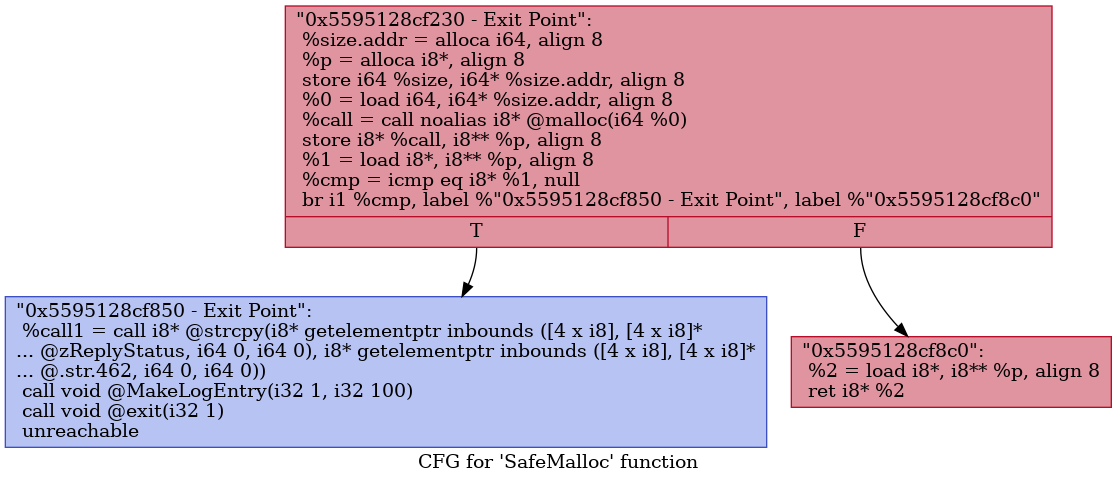 "0x5595128cf230 - Exit Point":
%size.addr = alloca i64, align 8
%p = alloca i8*, align 8
store i64 %size, i64* %size.addr, align 8
%0 = load i64, i64* %size.addr, align 8
%call = call noalias i8* @malloc(i64 %0)
store i8* %call, i8** %p, align 8
%1 = load i8*, i8** %p, align 8
%cmp = icmp eq i8* %1, null
br i1 %cmp, label %"0x5595128cf850 - Exit Point", label %"0x5595128cf8c0"
T
F
"0x5595128cf850 - Exit Point":
%call1 = call i8* @strcpy(i8* getelementptr inbounds ([4 x i8], [4 x i8]*
... @zReplyStatus, i64 0, i64 0), i8* getelementptr inbounds ([4 x i8], [4 x i8]*
... @.str.462, i64 0, i64 0))
call void @MakeLogEntry(i32 1, i32 100)
call void @exit(i32 1)
unreachable
"0x5595128cf8c0":
%2 = load i8*, i8** %p, align 8
ret i8* %2
CFG for 'SafeMalloc' function